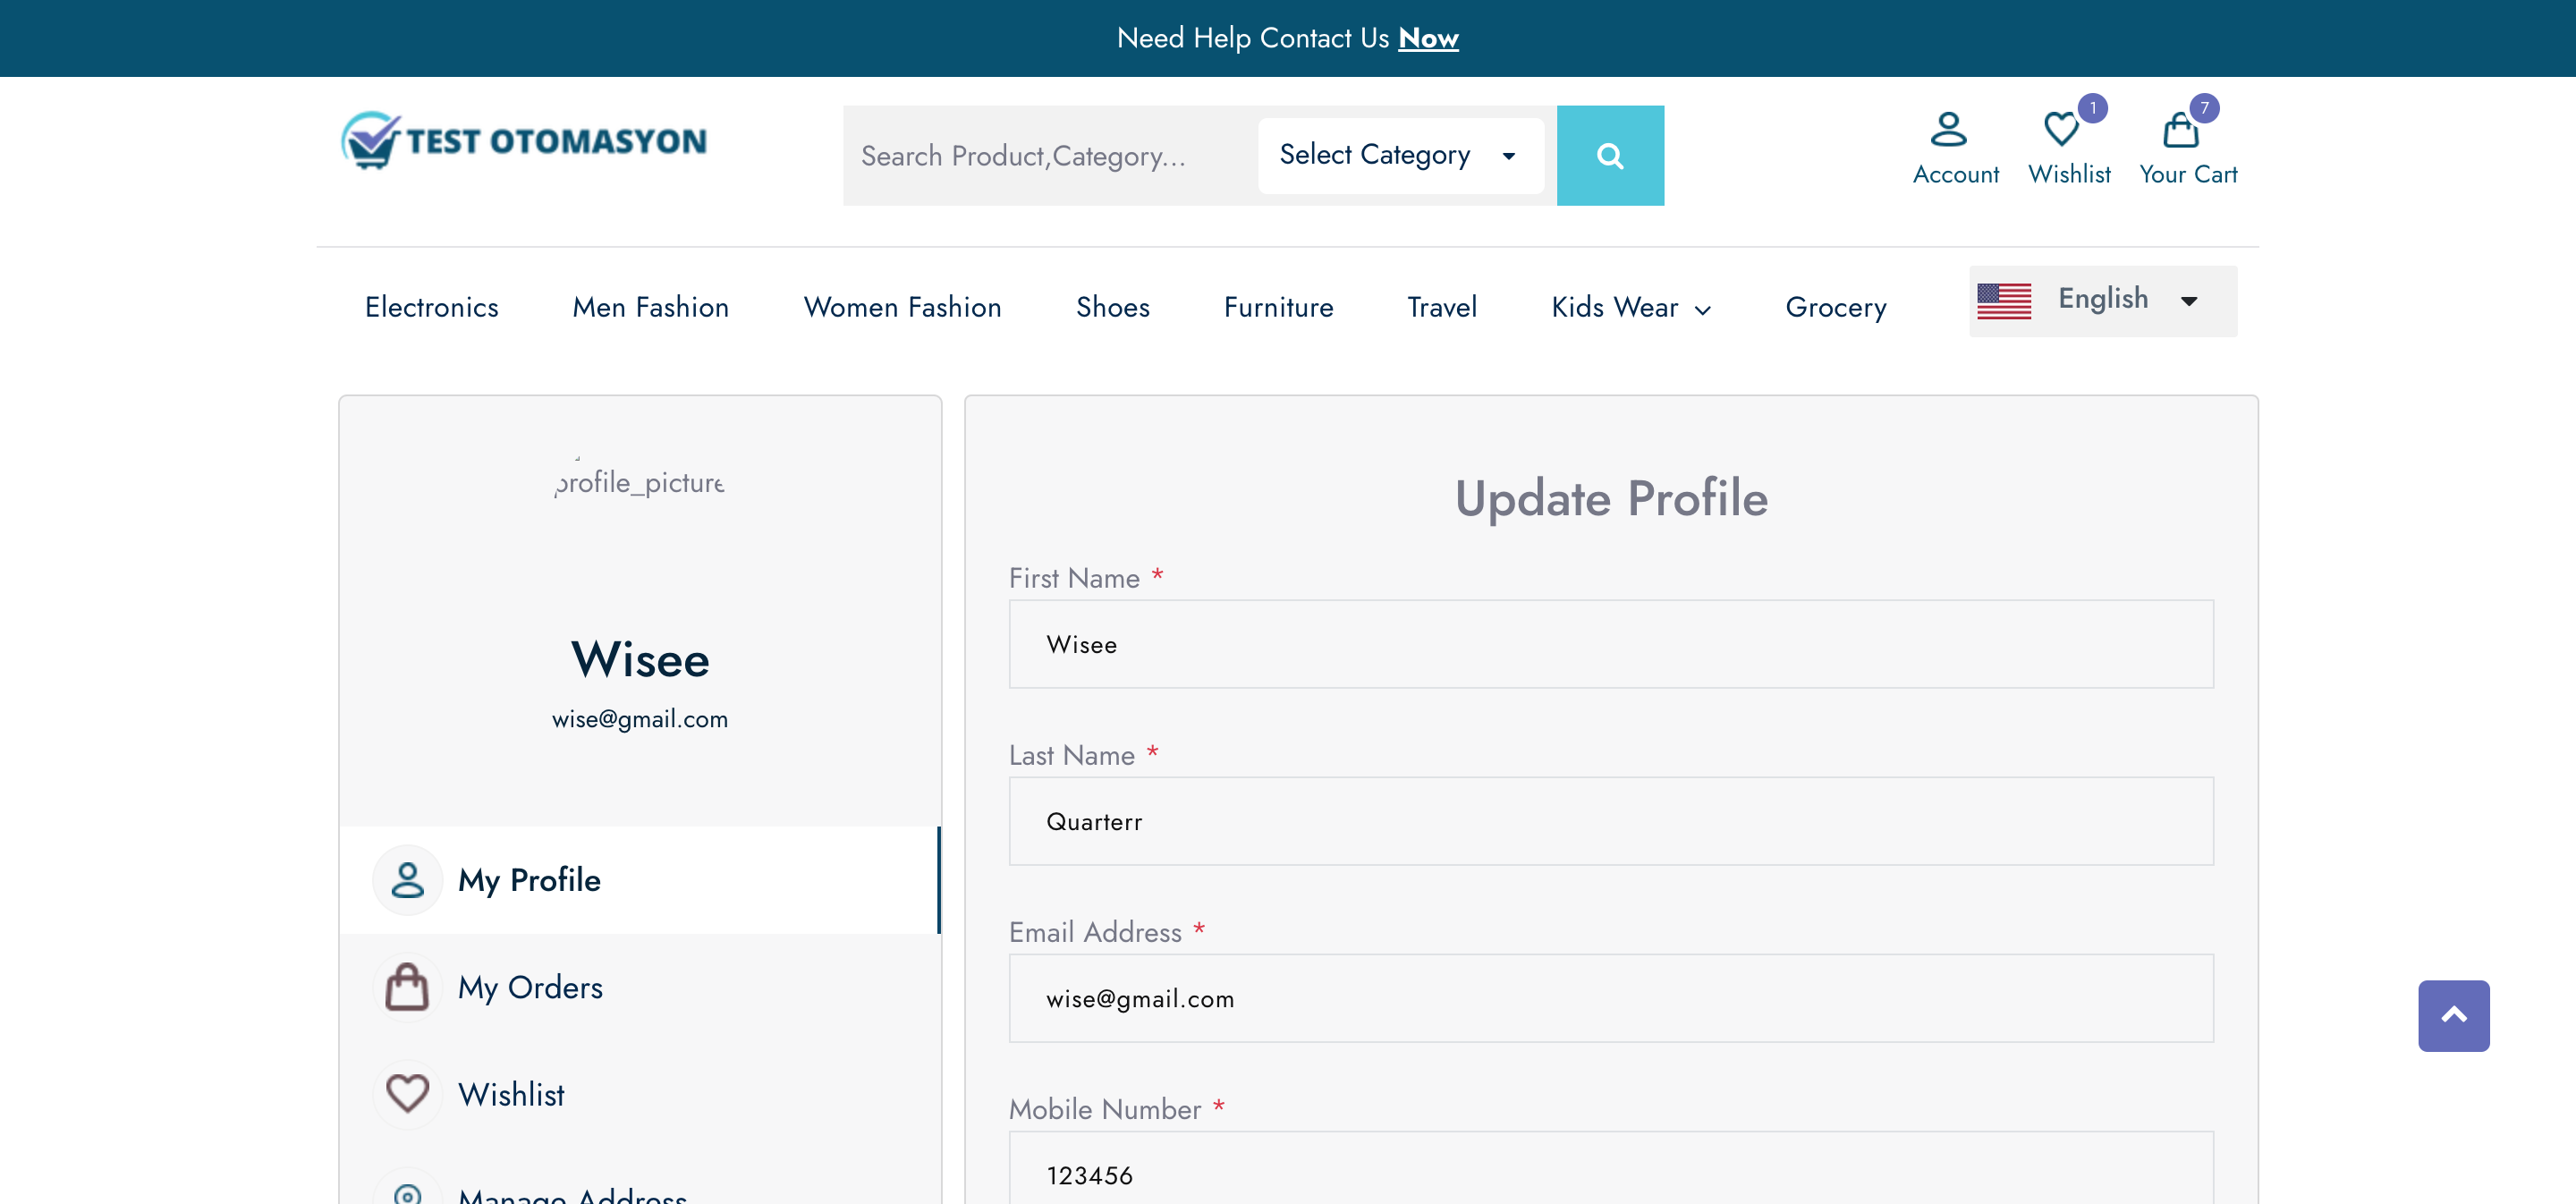 Need Help Contact Us Now
TEST OTOMASYON
Search Product,Category...
Select Category
1
7
Account
Wishlist
Your Cart
Electronics
Men Fashion
Women Fashion
Shoes
Furniture
Travel
Kids Wear
Grocery
English
profile_picture
Wisee
wise@gmail.com
My Profile
My Orders
Wishlist
Manage Address
Update Profile
First Name *
Wisee
Last Name *
Quarterr
Email Address *
wise@gmail.com
Mobile Number *
123456